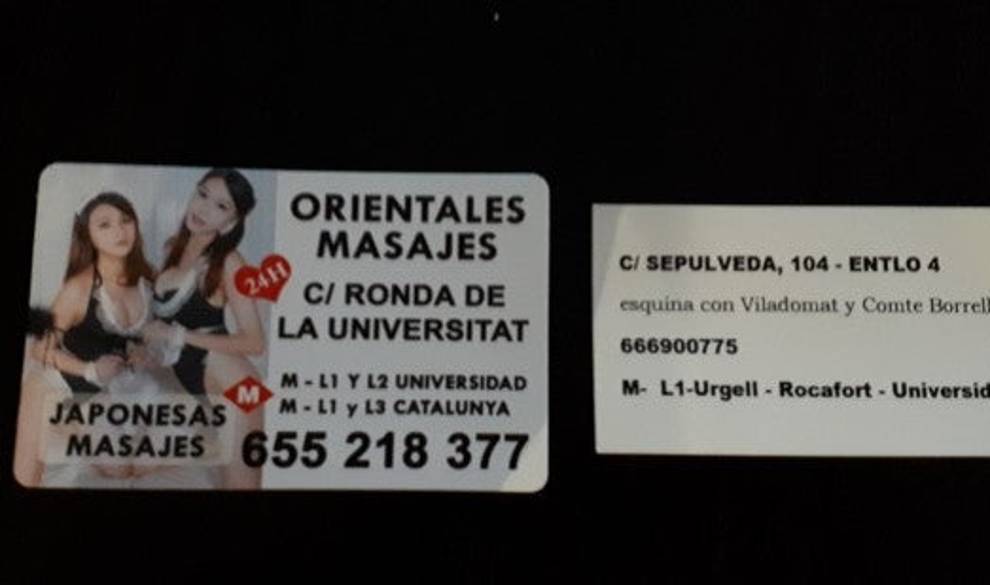 ORIENTALES
MASAJES
24H
C/ RONDA DE
LA UNIVERSITAT
M
M - L1 Y L2 UNIVERSIDAD
M - L1 y L3 CATALUNYA
JAPONESAS
MASAJES
655 218 377
C/ SEPULVEDA, 104 - ENTLO 4
esquina con Viladomat y Comte Borrell
666900775
M- L1-Urgell - Rocafort - Universid